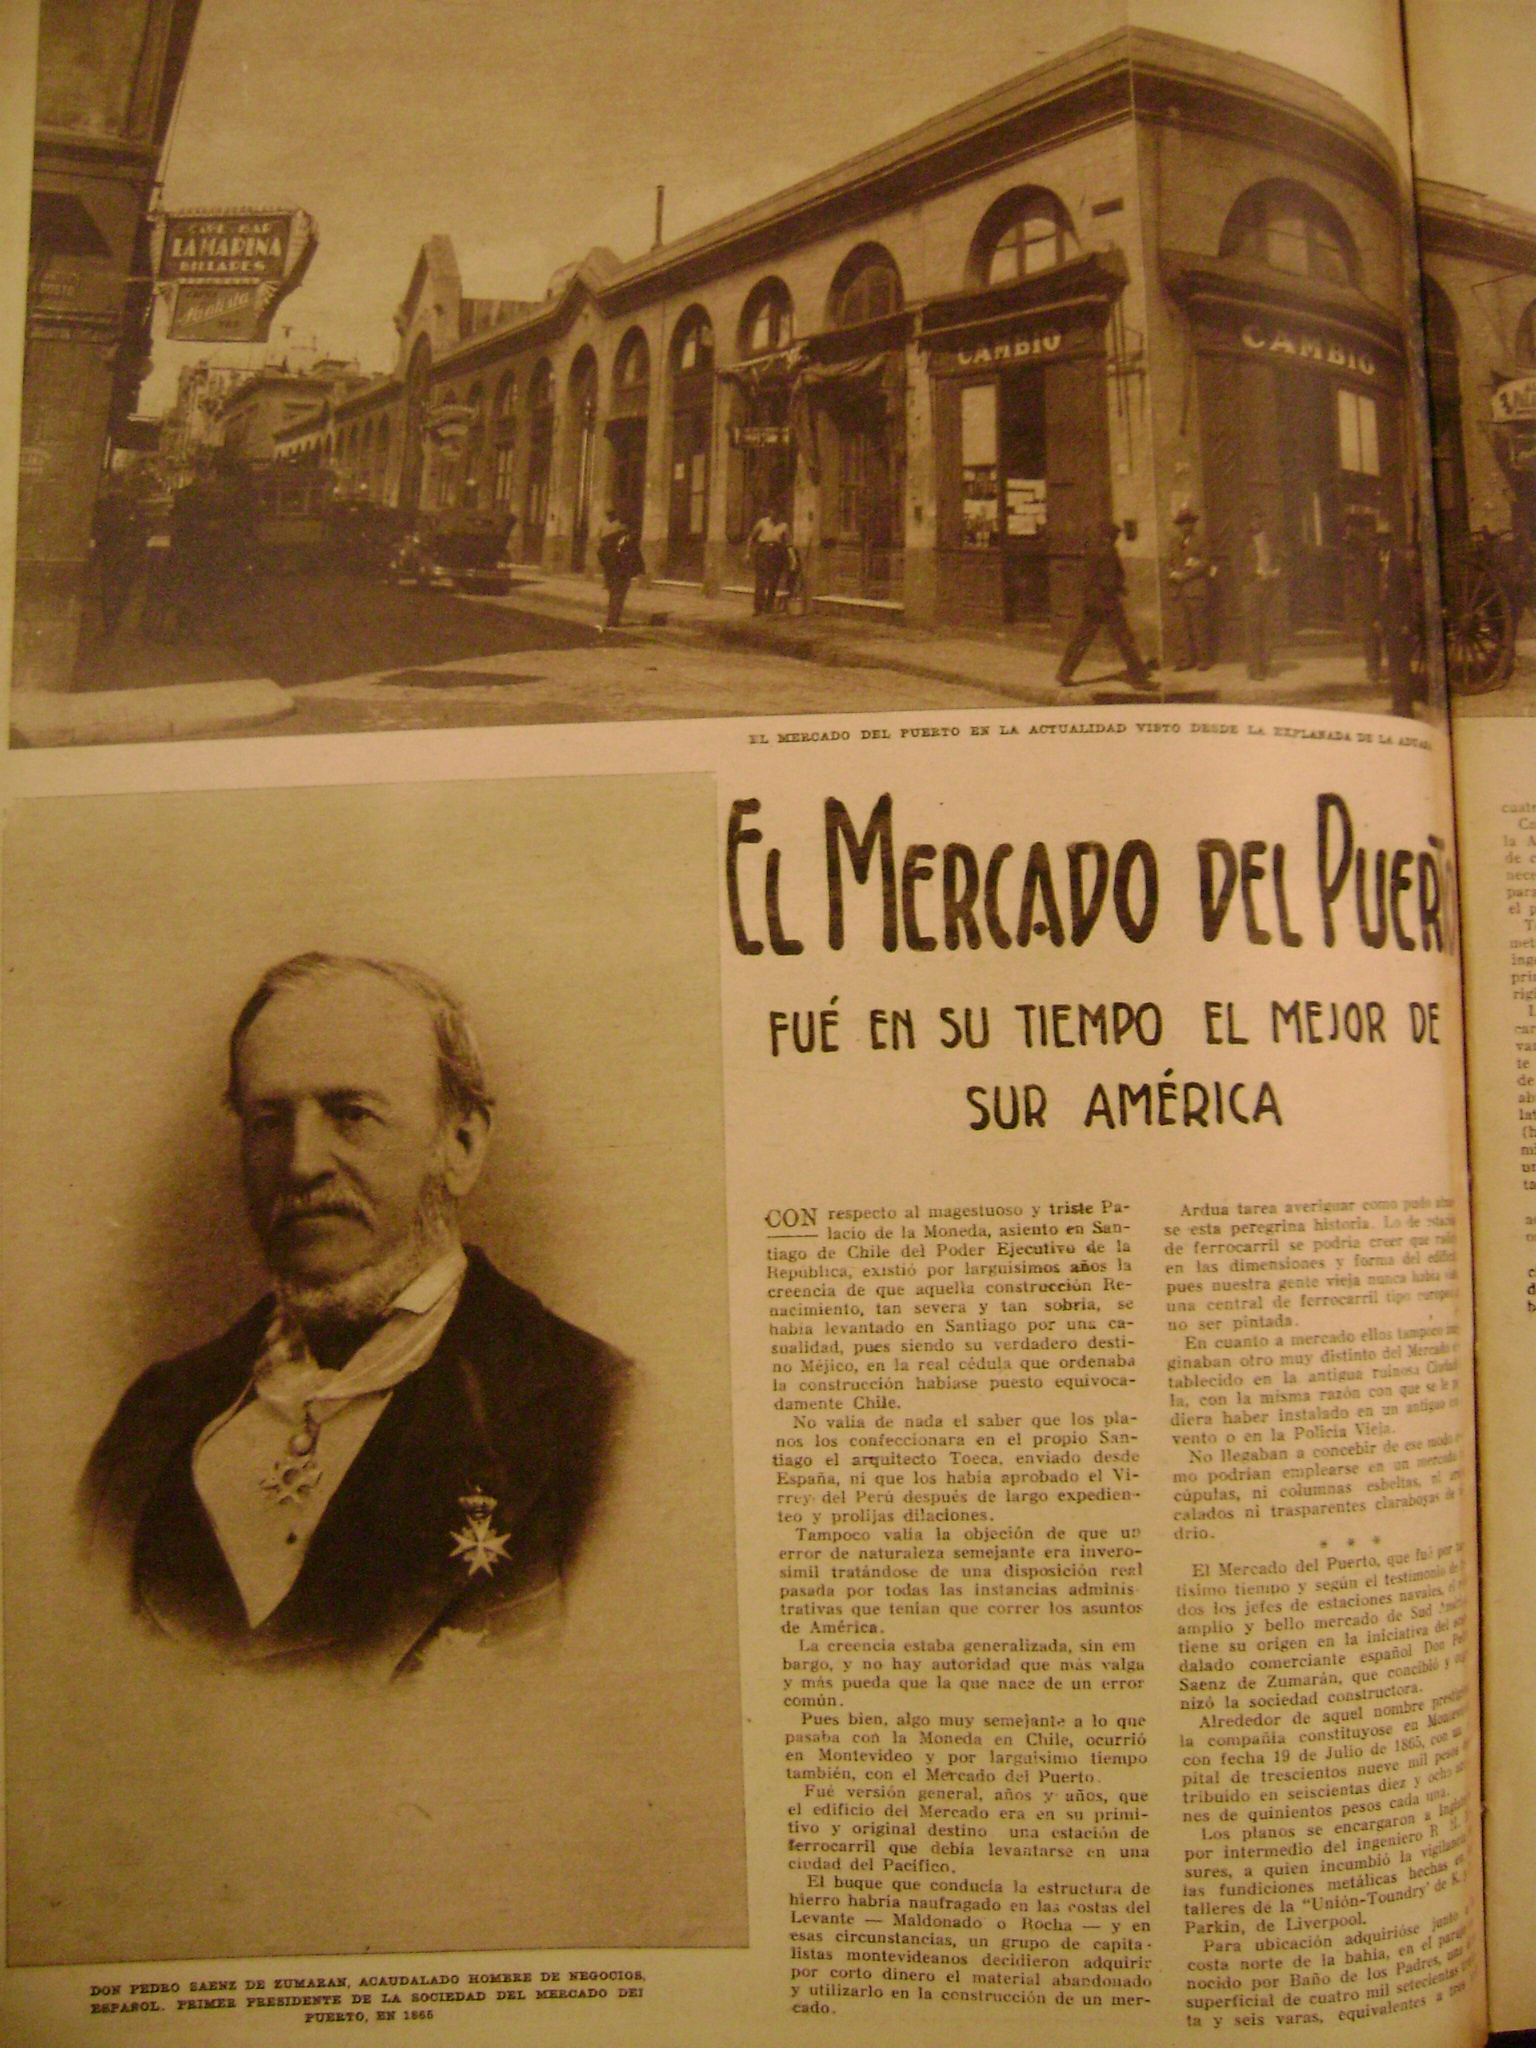 CAFE BAR
LA MARINA
BILLARES
CAMBIO
CAMBIO
EL MERCADO DEL PUERTO EN LA ACTUALIDAD VISTO DESDE LA EXPLANADA DE LA
EL MERCADO DEL PUER
FUÉ EN SU TIEMPO EL MEJOR DE
SUR AMÉRICA
DON PEDRO SAENZ DE ZUMARAN, ACAUDALADO HOMBRE DE NEGOCIOS,
ESPAÑOL. PRIMER PRESIDENTE DE LA SOCIEDAD DEL MERCADO DEL
PUERTO, EN 1865
CON respecto al magestuoso y triste Pa-
lacio de la Moneda, asiento en San-
tiago de Chile del Poder Ejecutivo de la
República, existió por larguísimos años la
creencia de que aquella construcción Re-
nacimiento, tan severa y tan sobria, se
había levantado en Santiago por una ca-
sualidad, pues siendo su verdadero desti-
no Méjico, en la real cédula que ordenaba
la construcción habíase puesto equivoca-
damente Chile.
No valía de nada el saber que los pla-
nos los confeccionara en el propio San-
tiago el arquitecto Toeca, enviado desde
España, ni que los había aprobado el Vi-
rrey del Perú después de largo expedien-
teo y prolijas dilaciones.
Tampoco valía la objeción de que un
error de naturaleza semejante era invero-
símil tratándose de una disposición real
pasada por todas las instancias adminis-
trativas que tenían que correr los asuntos
de América.
La creencia estaba generalizada, sin em
bargo, y no hay autoridad que más valga
y más pueda que la que nace de un error
común.
Pues bien, algo muy semejante a lo que
pasaba con la Moneda en Chile, ocurrió
en Montevideo y por larguísimo tiempo
también, con el Mercado del Puerto.
Fué versión general, años y años, que
el edificio del Mercado era en su primi-
tivo y original destino una estación de
ferrocarril que debía levantarse en una
ciudad del Pacífico.
El buque que conducía la estructura de
hierro habría naufragado en las costas del
Levante — Maldonado o Rocha — y en
esas circunstancias, un grupo de capita-
listas montevideanos decidieron adquirir
por corto dinero el material abandonado
y utilizarlo en la construcción de un mer-
cado.
Ardua tarea averiguar como pudo
se esta peregrina historia. Lo de
de ferrocarril se podría creer que
en las dimensiones y forma del
pues nuestra gente vieja nunca había
una central de ferrocarril tipo
no ser pintada.
En cuanto a mercado ellos tampoco
ginaban otro muy distinto del Mercado
tablecido en la antigua ruinosa
la, con la misma razón con que se le
diera haber instalado en un antiguo
vento o en la Policía Vieja.
No llegaban a concebir de ese modo
mo podrían emplearse en un mercado
cúpulas, ni columnas esbeltas, ni
calados ni trasparentes claraboyas de
drio.
* * *
El Mercado del Puerto, que fué por
tísimo tiempo y según el testimonio de
dos los jefes de estaciones navales, el
amplio y bello mercado de Sud
tiene su origen en la iniciativa del
dalado comerciante español Don
Saenz de Zumarán, que concibió y
nizó la sociedad constructora.
Alrededor de aquel nombre
la compañía constituyose en
con fecha 19 de Julio de 1865, con un
pital de trescientos nueve mil pesos
tribuído en seiscientas diez y ocho
nes de quinientos pesos cada una.
Los planos se encargaron a
por intermedio del ingeniero R
sures, a quien incumbió la
las fundiciones metálicas hechas en
talleres de la "Unión-Toundry" de
Parkin, de Liverpool.
Para ubicación adquirióse junto
costa norte de la bahía, en el
nocido por Baño de los Padres, una
superficial de cuatro mil setecientas
ta y seis varas, equivalentes a